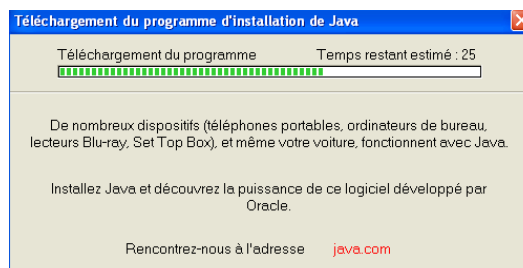 Téléchargement du programme d'installation de Java
Téléchargement du programme Temps restant estimé : 25
De nombreux dispositifs (téléphones portables, ordinateurs de bureau,
lecteurs Blu-ray, Set Top Box), et même votre voiture, fonctionnent avec Java.
Installez Java et découvrez la puissance de ce logiciel développé par
Oracle.
Rencontrez-nous à l'adresse java.com